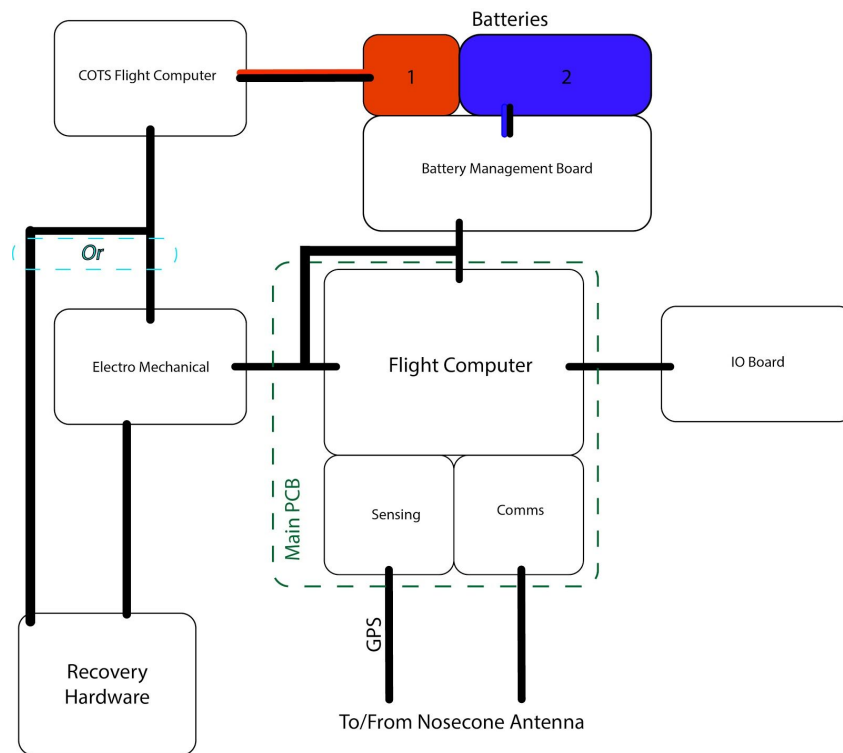 Batteries
COTS Flight Computer
1
2
Battery Management Board
Or
Electro Mechanical
Flight Computer
IO Board
Main PCB
Sensing
Comms
GPS
Recovery
Hardware
To/From Nosecone Antenna